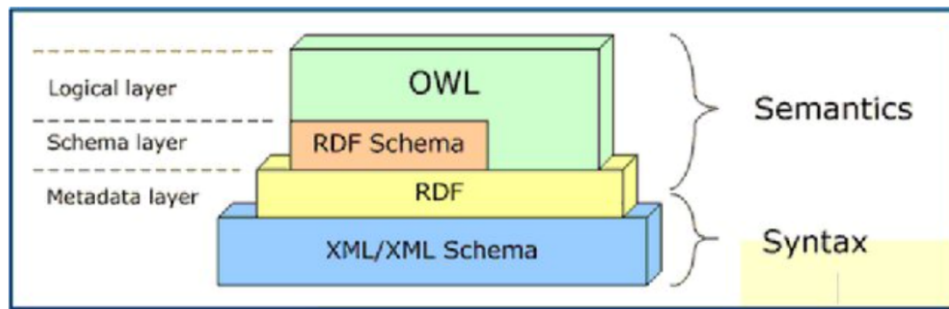 Logical layer
Schema layer
Metadata layer
OWL
RDF Schema
RDF
XML/XML Schema
Semantics
Syntax